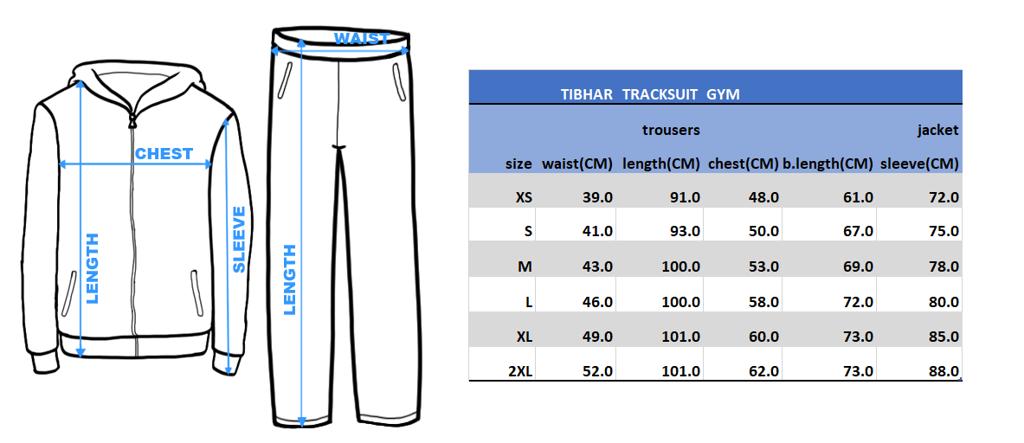 WAIST
CHEST
LENGTH
SLEEVE
LENGTH
TIBHAR TRACKSUIT GYM
trousers jacket
size waist(CM) length(CM) chest(CM) b.length(CM) sleeve(CM)
XS 39.0 91.0 48.0 61.0 72.0
S 41.0 93.0 50.0 67.0 75.0
M 43.0 100.0 53.0 69.0 78.0
L 46.0 100.0 58.0 72.0 80.0
XL 49.0 101.0 60.0 73.0 85.0
2XL 52.0 101.0 62.0 73.0 88.0